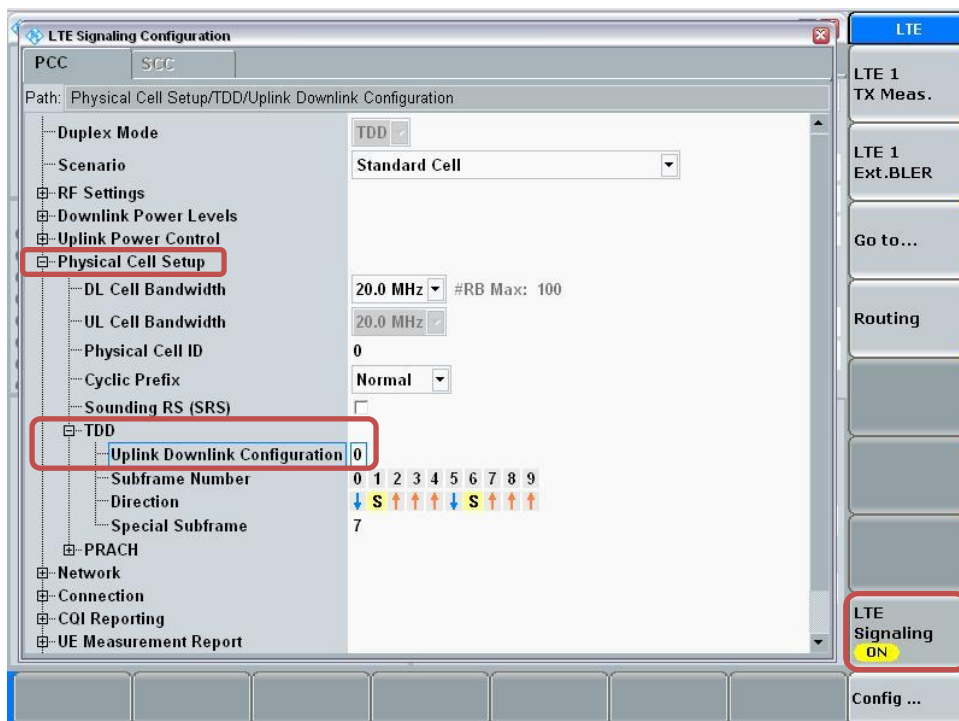 LTE Signaling Configuration
PCC SCC
Path: Physical Cell Setup/TDD/Uplink Downlink Configuration
Duplex Mode TDD
Scenario Standard Cell
RF Settings
Downlink Power Levels
Uplink Power Control
Physical Cell Setup
DL Cell Bandwidth 20.0 MHz #RB Max: 100
UL Cell Bandwidth 20.0 MHz
Physical Cell ID 0
Cyclic Prefix Normal
Sounding RS (SRS)
TDD
Uplink Downlink Configuration 0
Subframe Number 0 1 2 3 4 5 6 7 8 9
Direction ↓ S ↑ ↑ ↑ ↓ S ↑ ↑ ↑
Special Subframe 7
PRACH
Network
Connection
CQI Reporting
UE Measurement Report
LTE
LTE 1
TX Meas.
LTE 1
Ext.BLER
Go to...
Routing
LTE
Signaling
ON
Config ...